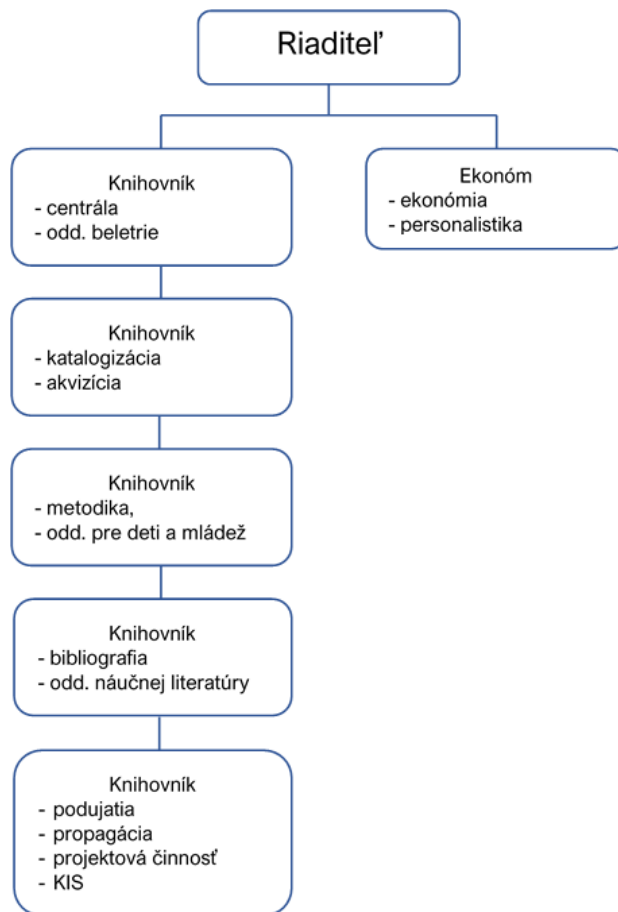 Riaditeľ
Knihovník
- centrála
- odd. beletrie
Ekonóm
- ekonómia
- personalistika
Knihovník
- katalogizácia
- akvizícia
Knihovník
- metodika,
- odd. pre deti a mládež
Knihovník
- bibliografia
- odd. náučnej literatúry
Knihovník
- podujatia
- propagácia
- projektová činnosť
- KIS